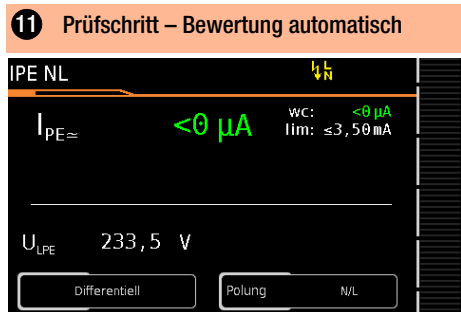 11 Prüfschritt – Bewertung automatisch
IPE NL L N
IPE≃ <0 µA wc: <0 µA
lim: ≤3,50mA
ULPE 233,5 V
Differentiell Polung N/L